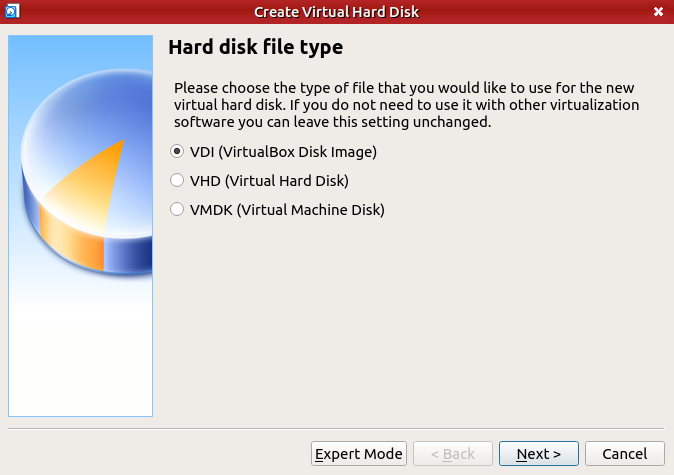 Create Virtual Hard Disk
Hard disk file type
Please choose the type of file that you would like to use for the new
virtual hard disk. If you do not need to use it with other virtualization
software you can leave this setting unchanged.
VDI (VirtualBox Disk Image)
VHD (Virtual Hard Disk)
VMDK (Virtual Machine Disk)
Expert Mode
< Back
Next >
Cancel